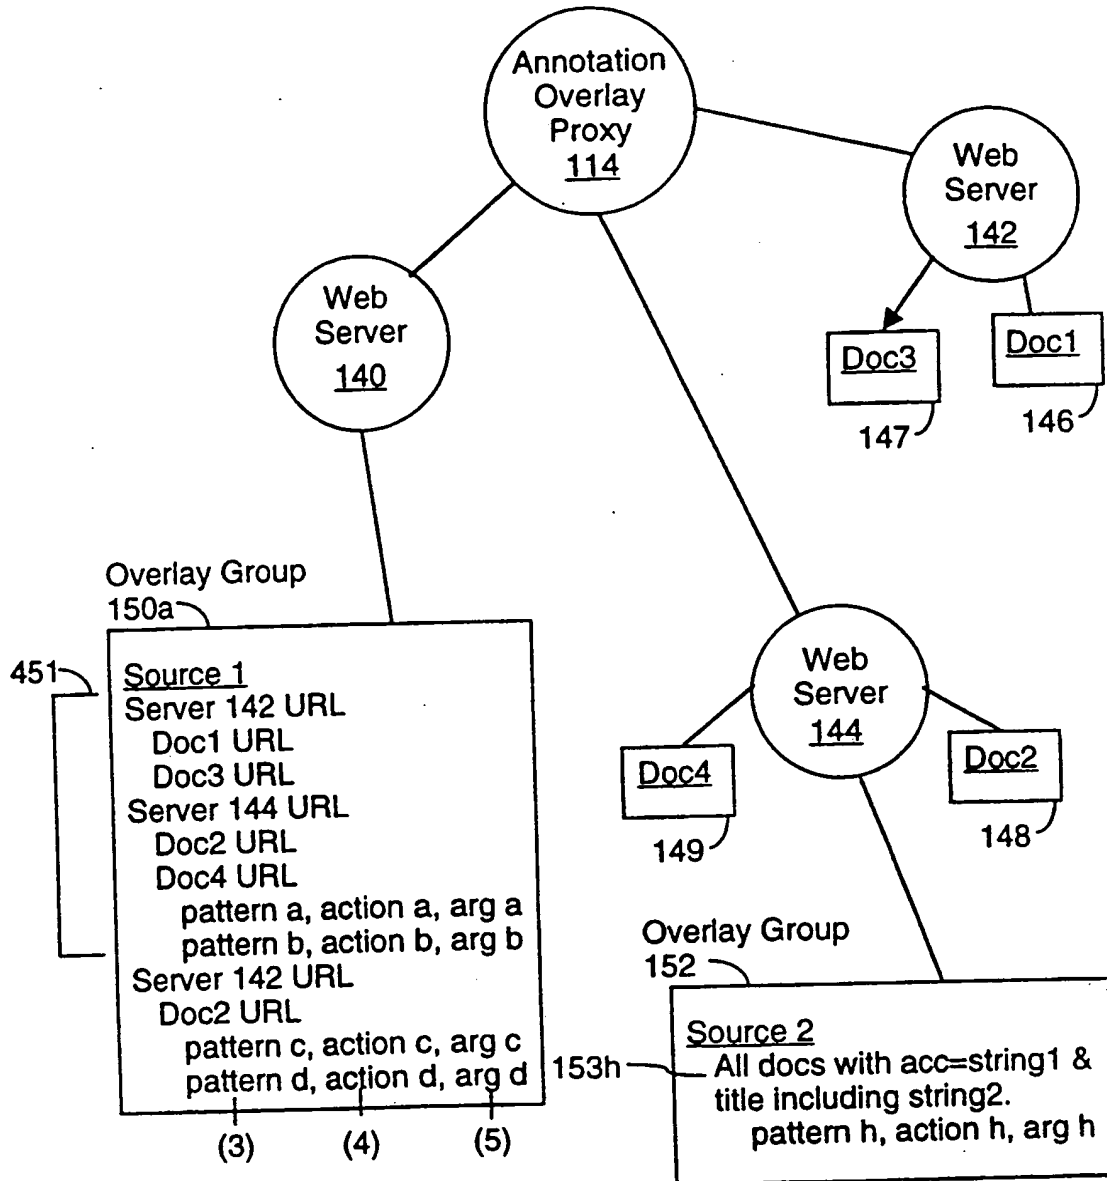 Annotation
Overlay
Proxy
114
Web
Server
142
Web
Server
140
Doc3
Doc1
147
146
Overlay Group
150a
451
Source 1
Server 142 URL
Doc1 URL
Doc3 URL
Server 144 URL
Doc2 URL
Doc4 URL
pattern a, action a, arg a
pattern b, action b, arg b
Server 142 URL
Doc2 URL
pattern c, action c, arg c
pattern d, action d, arg d
(3) (4) (5)
Web
Server
144
Doc4
Doc2
149
148
Overlay Group
152
Source 2
153h
All docs with acc=string1 &
title including string2.
pattern h, action h, arg h